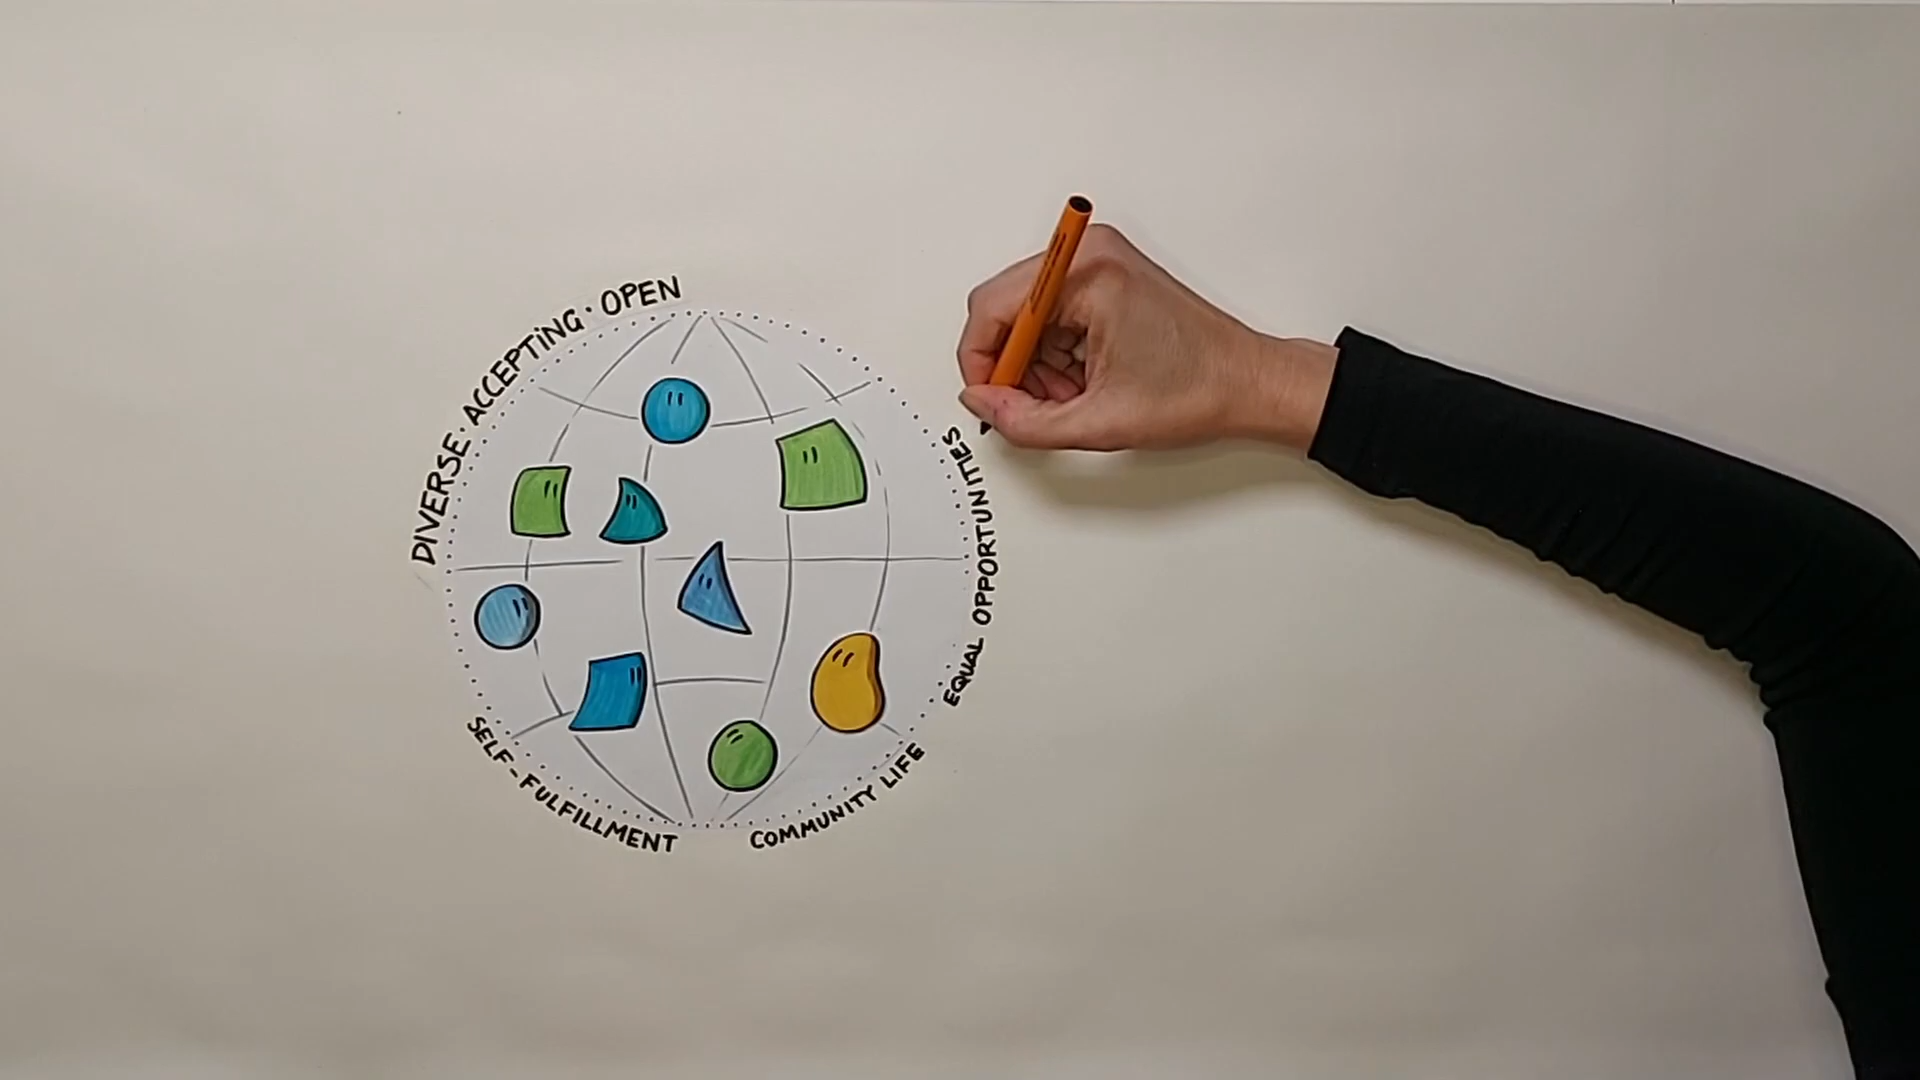 DIVERSE · ACCEPTING · OPEN
EQUAL OPPORTUNITIES
SELF-FULFILLMENT
COMMUNITY LIFE